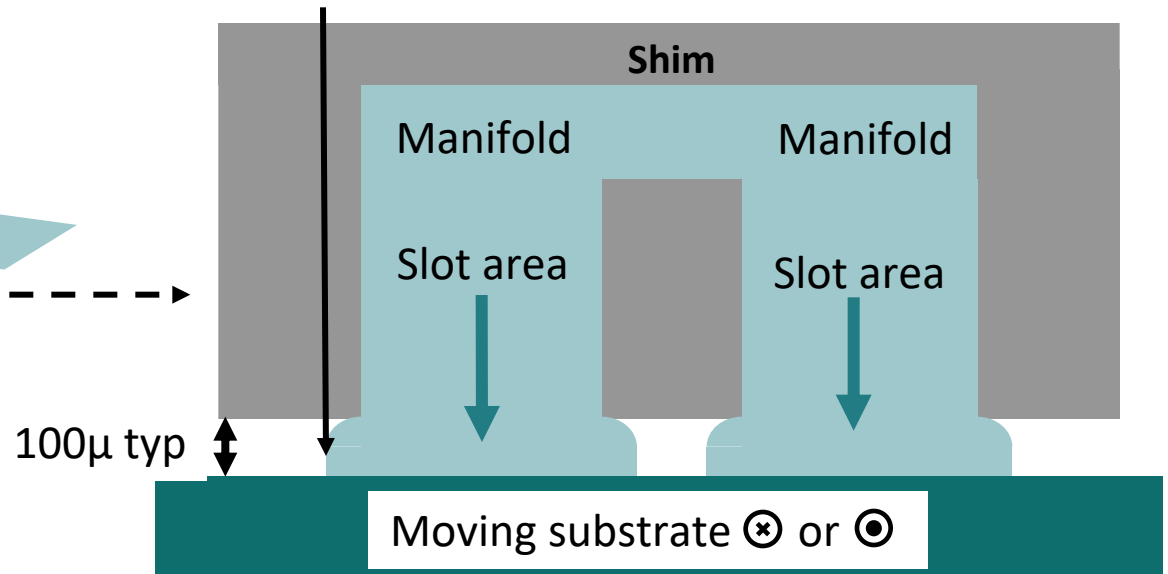 Shim
Manifold Manifold
Slot area Slot area
100μ typ
Moving substrate ⊗ or ⊙